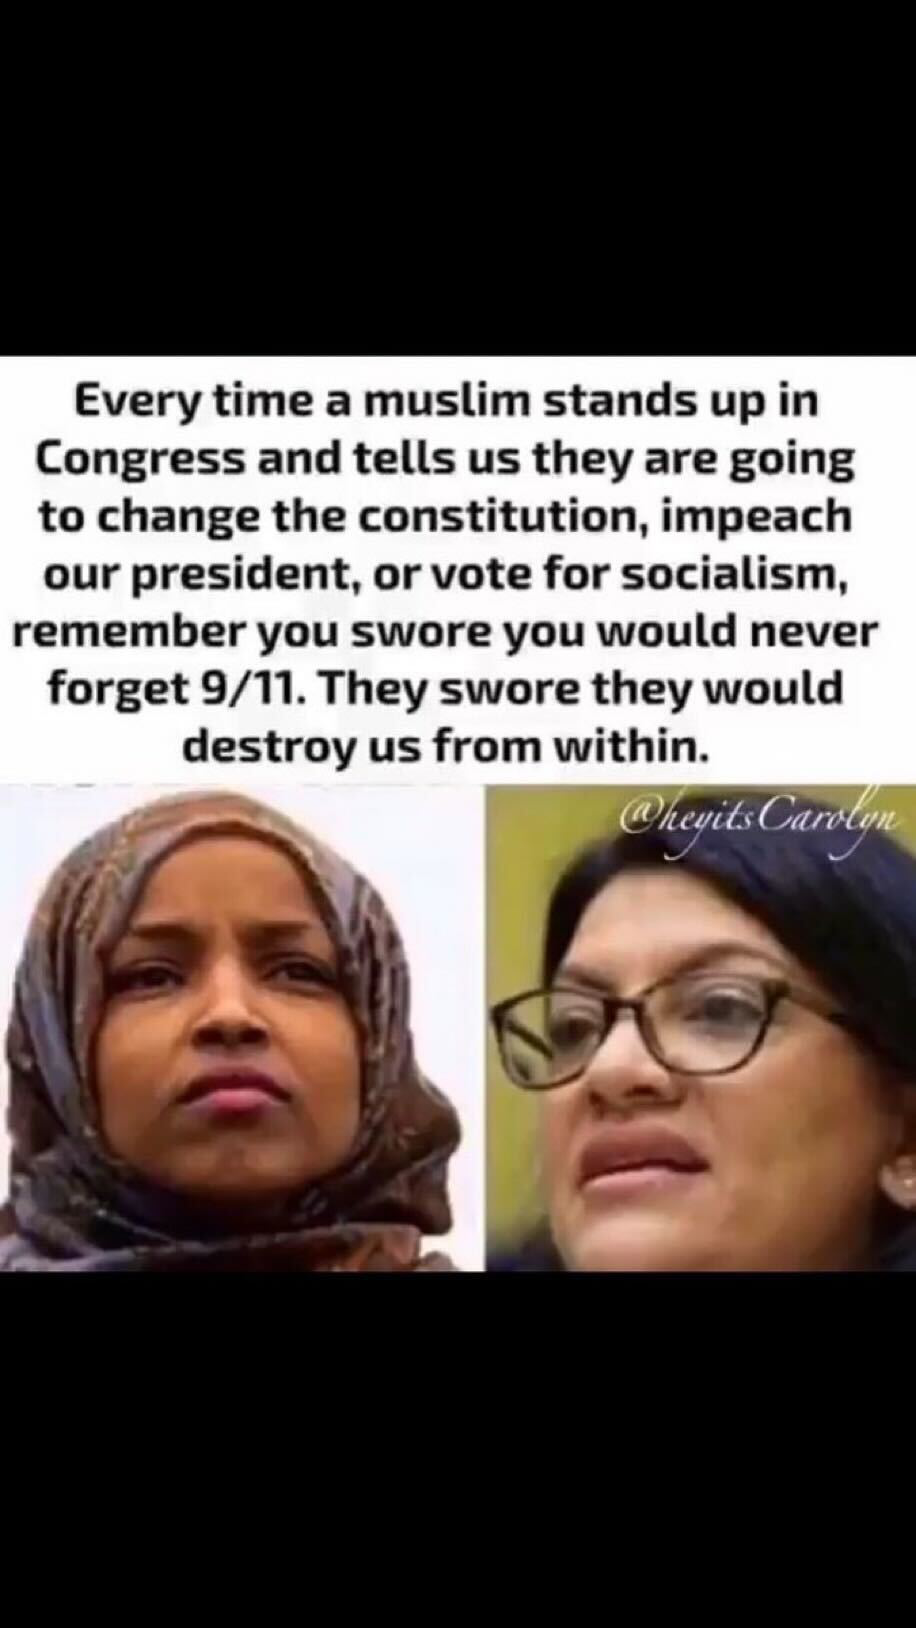 Every time a muslim stands up in
Congress and tells us they are going
to change the constitution, impeach
our president, or vote for socialism,
remember you swore you would never
forget 9/11. They swore they would
destroy us from within.
@heyitsCarolyn